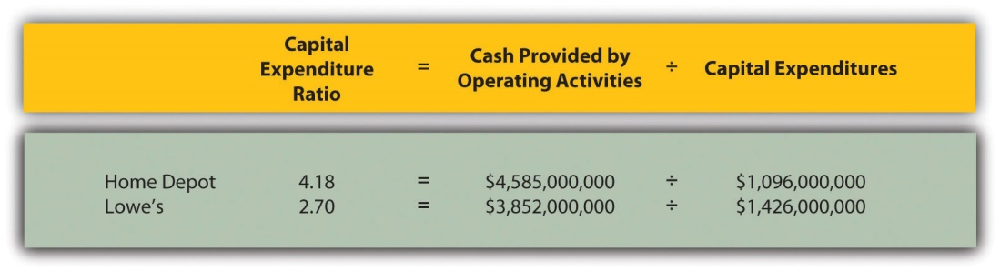 Capital Expenditure Ratio = Cash Provided by Operating Activities ÷ Capital Expenditures
Home Depot 4.18 = $4,585,000,000 ÷ $1,096,000,000
Lowe’s 2.70 = $3,852,000,000 ÷ $1,426,000,000